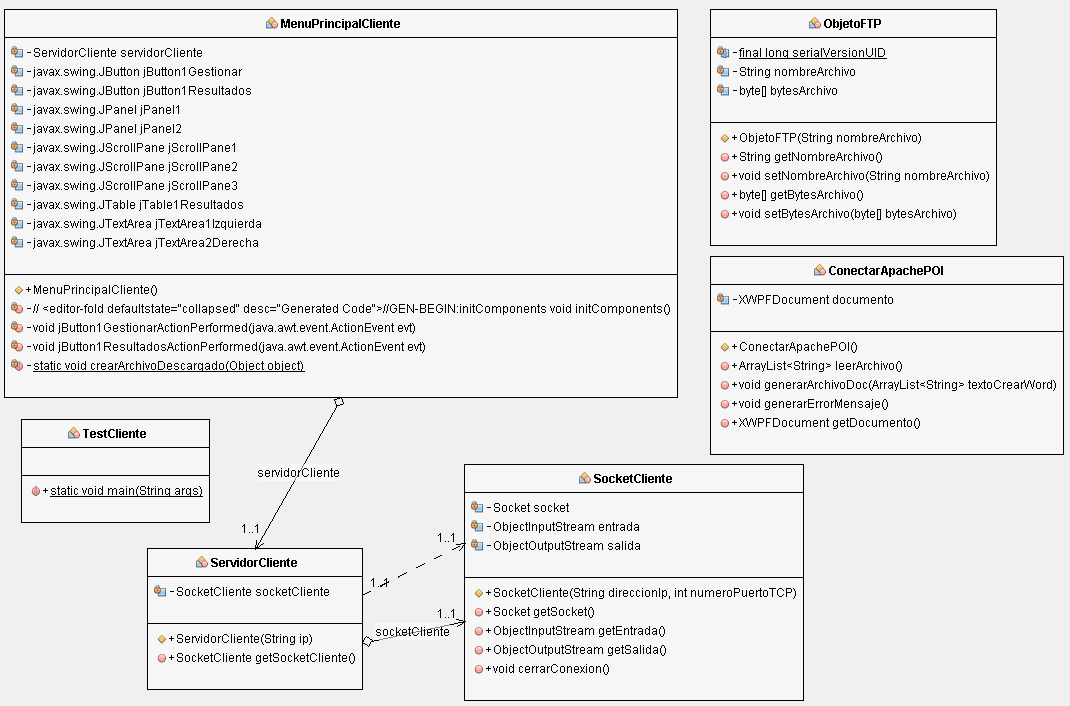 MenuPrincipalCliente
-ServidorCliente servidorCliente
-javax.swing.JButton jButton1Gestionar
-javax.swing.JButton jButton1Resultados
-javax.swing.JPanel jPanel1
-javax.swing.JPanel jPanel2
-javax.swing.JScrollPane jScrollPane1
-javax.swing.JScrollPane jScrollPane2
-javax.swing.JScrollPane jScrollPane3
-javax.swing.JTable jTable1Resultados
-javax.swing.JTextArea jTextArea1Izquierda
-javax.swing.JTextArea jTextArea2Derecha
+MenuPrincipalCliente()
-// <editor-fold defaultstate="collapsed" desc="Generated Code">//GEN-BEGIN:initComponents void initComponents()
-void jButton1GestionarActionPerformed(java.awt.event.ActionEvent evt)
-void jButton1ResultadosActionPerformed(java.awt.event.ActionEvent evt)
-static void crearArchivoDescargado(Object object)
ObjetoFTP
-final long serialVersionUID
-String nombreArchivo
-byte[] bytesArchivo
+ObjetoFTP(String nombreArchivo)
+String getNombreArchivo()
+void setNombreArchivo(String nombreArchivo)
+byte[] getBytesArchivo()
+void setBytesArchivo(byte[] bytesArchivo)
ConectarApachePOI
-XWPFDocument documento
+ConectarApachePOI()
+ArrayList<String> leerArchivo()
+void generarArchivoDoc(ArrayList<String> textoCrearWord)
+void generarErrorMensaje()
+XWPFDocument getDocumento()
TestCliente
+static void main(String args)
servidorCliente
1..1
ServidorCliente
-SocketCliente socketCliente
+ServidorCliente(String ip)
+SocketCliente getSocketCliente()
1..1
1..1
1..1
socketCliente
SocketCliente
-Socket socket
-ObjectInputStream entrada
-ObjectOutputStream salida
+SocketCliente(String direccionIp, int numeroPuertoTCP)
+Socket getSocket()
+ObjectInputStream getEntrada()
+ObjectOutputStream getSalida()
+void cerrarConexion()